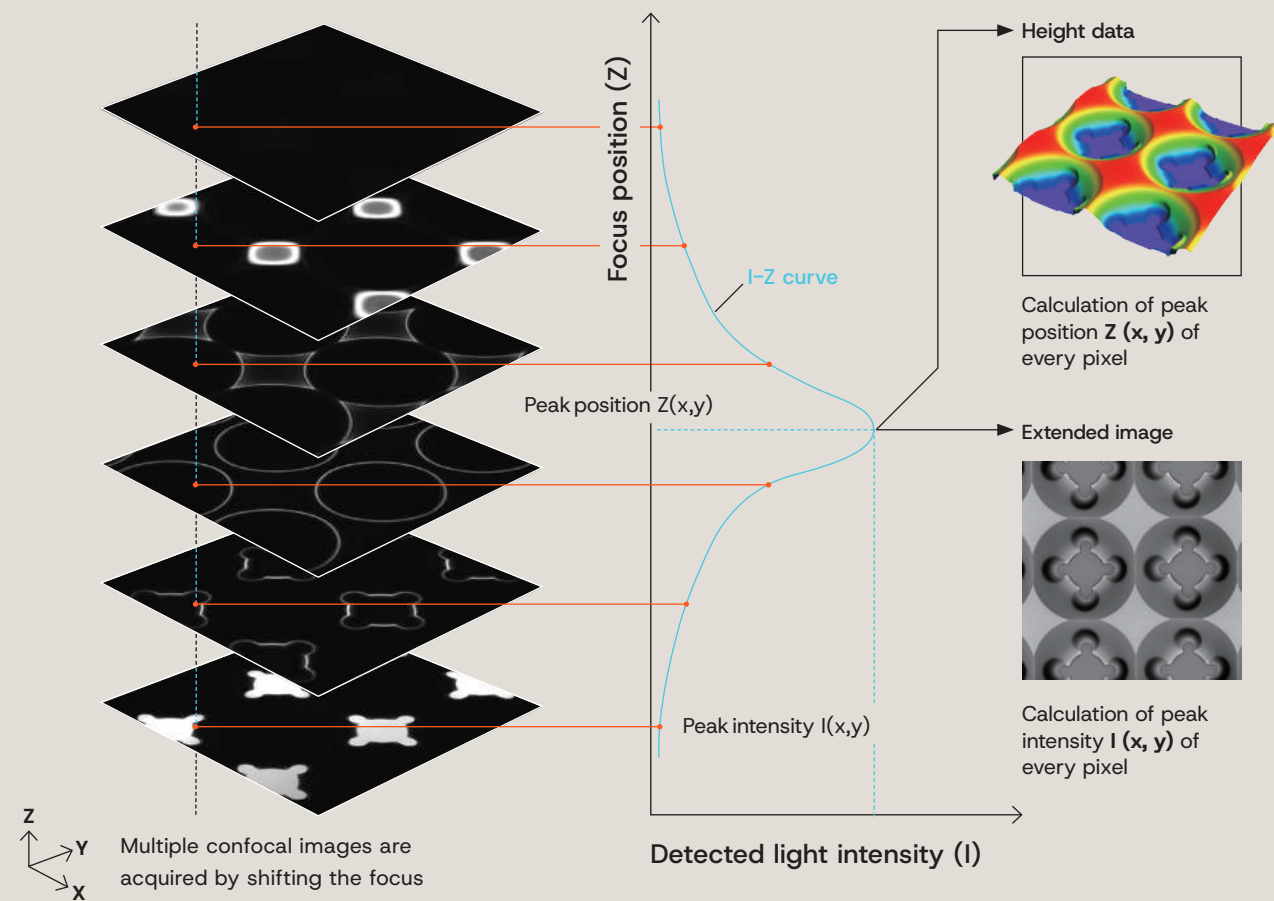 Height data
Focus position (Z)
I–Z curve
Calculation of peak
position Z (x, y) of
every pixel
Peak position Z(x,y)
Extended image
Peak intensity I(x,y)
Calculation of peak
intensity I (x, y) of
every pixel
Z
Y
X
Multiple confocal images are
acquired by shifting the focus
Detected light intensity (I)